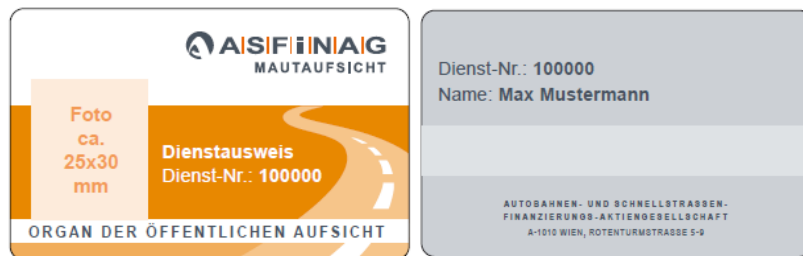 ASFiNAG
MAUTAUFSICHT
Foto
ca.
25x30
mm
Dienstausweis
Dienst-Nr.: 100000
ORGAN DER ÖFFENTLICHEN AUFSICHT
Dienst-Nr.: 100000
Name: Max Mustermann
AUTOBAHNEN- UND SCHNELLSTRASSEN-
FINANZIERUNGS-AKTIENGESELLSCHAFT
A-1010 WIEN, ROTENTURMSTRASSE 5-9